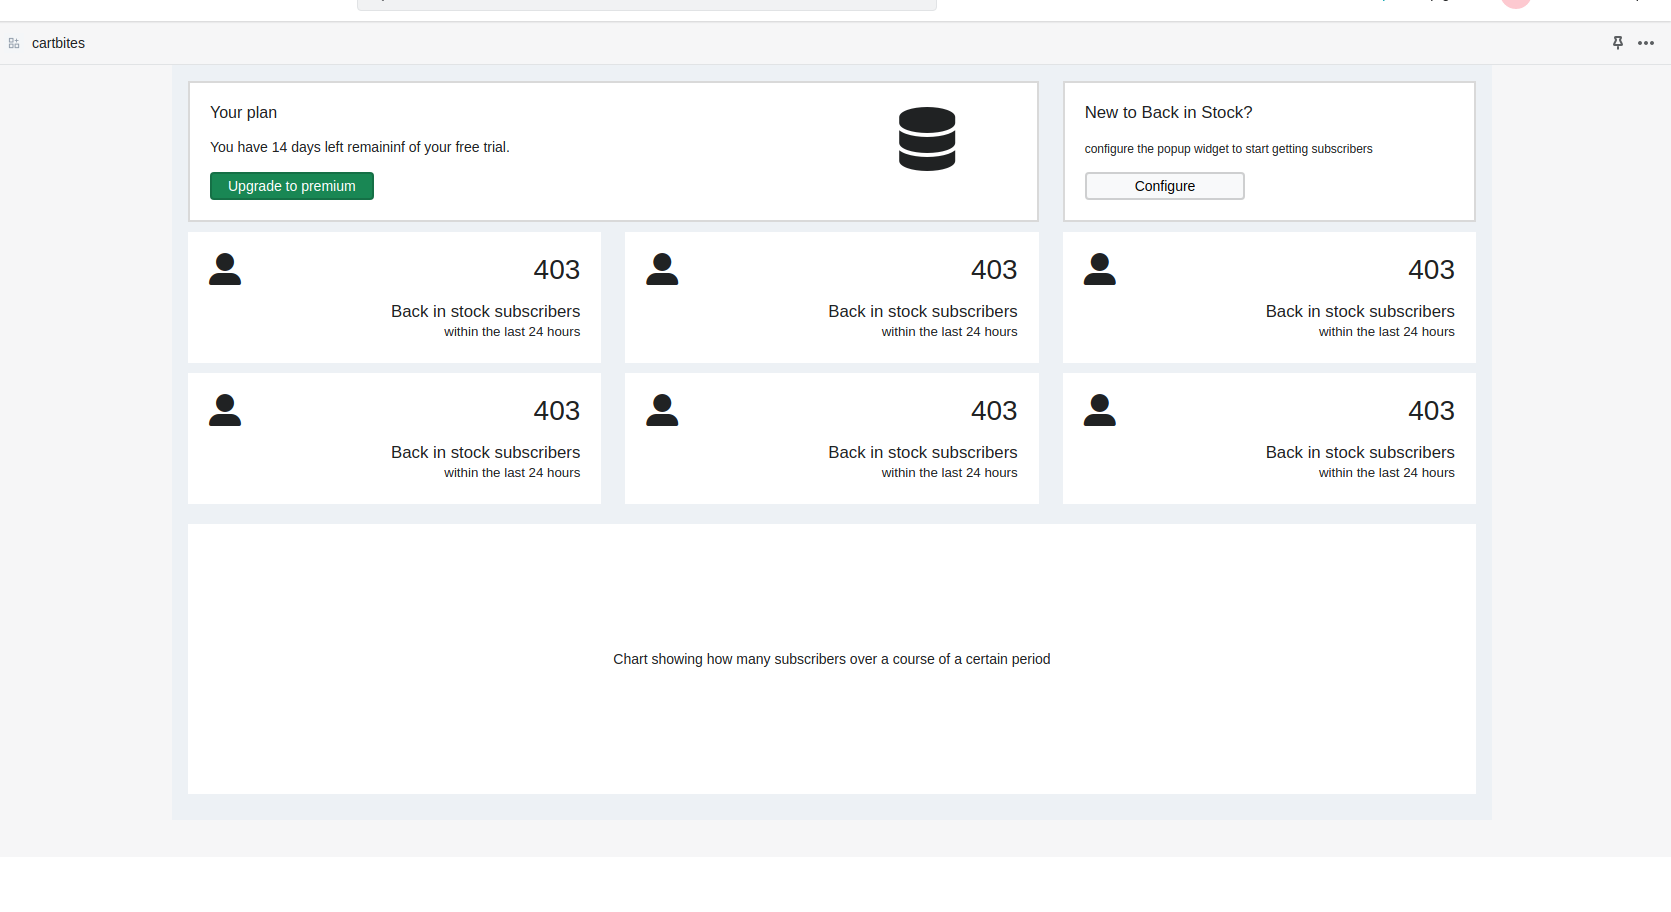 cartbites
Your plan
You have 14 days left remaininf of your free trial.
Upgrade to premium
New to Back in Stock?
configure the popup widget to start getting subscribers
Configure
403
Back in stock subscribers
within the last 24 hours
403
Back in stock subscribers
within the last 24 hours
403
Back in stock subscribers
within the last 24 hours
403
Back in stock subscribers
within the last 24 hours
403
Back in stock subscribers
within the last 24 hours
403
Back in stock subscribers
within the last 24 hours
Chart showing how many subscribers over a course of a certain period